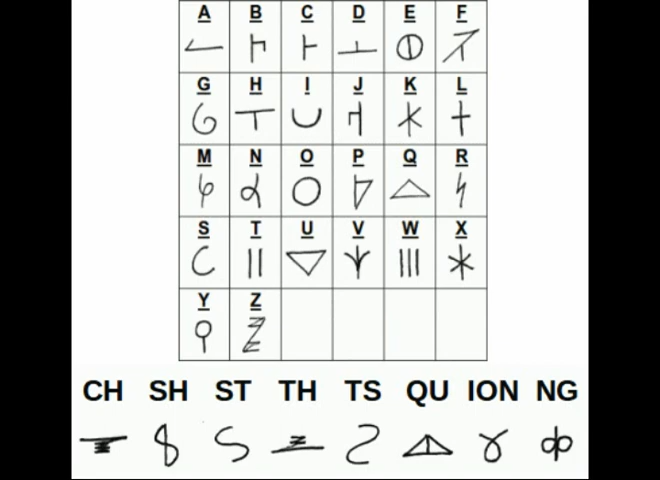 A B C D E F
G H I J K L
M N O P Q R
S T U V W X
Y Z
CH SH ST TH TS QU ION NG